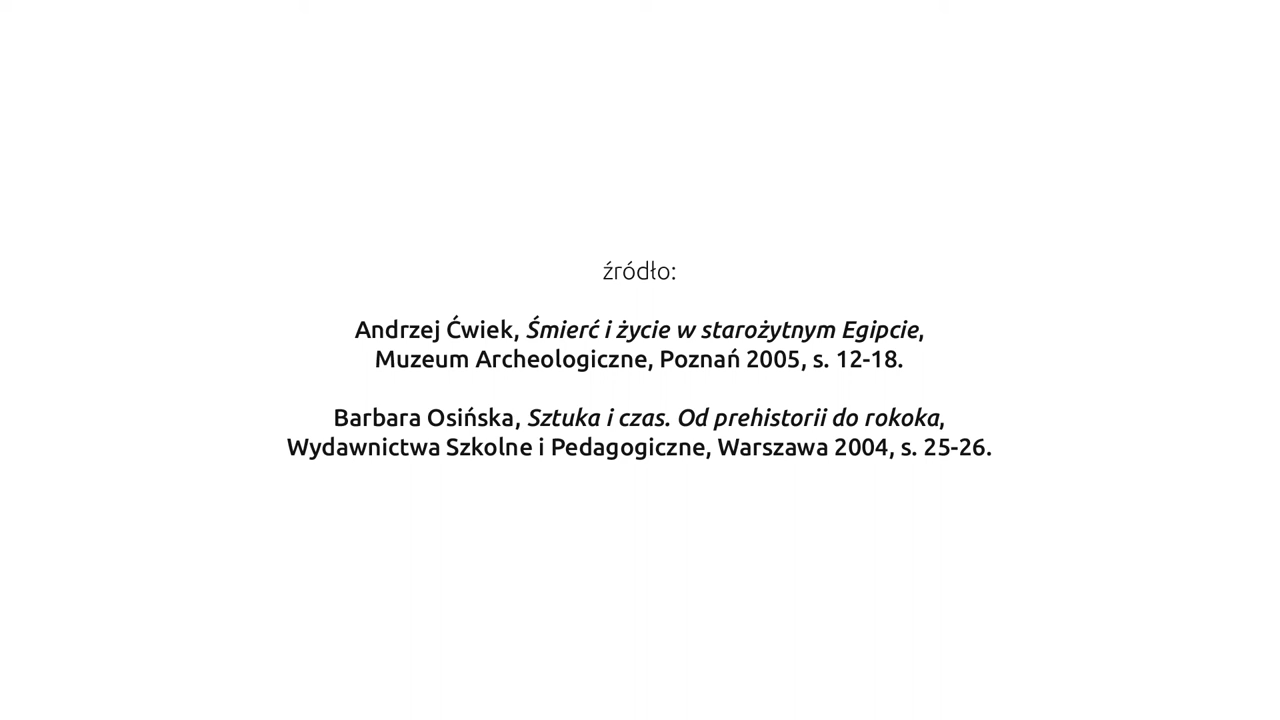 źródło:
Andrzej Ćwiek, Śmierć i życie w starożytnym Egipcie,
Muzeum Archeologiczne, Poznań 2005, s. 12-18.
Barbara Osińska, Sztuka i czas. Od prehistorii do rokoka,
Wydawnictwa Szkolne i Pedagogiczne, Warszawa 2004, s. 25-26.